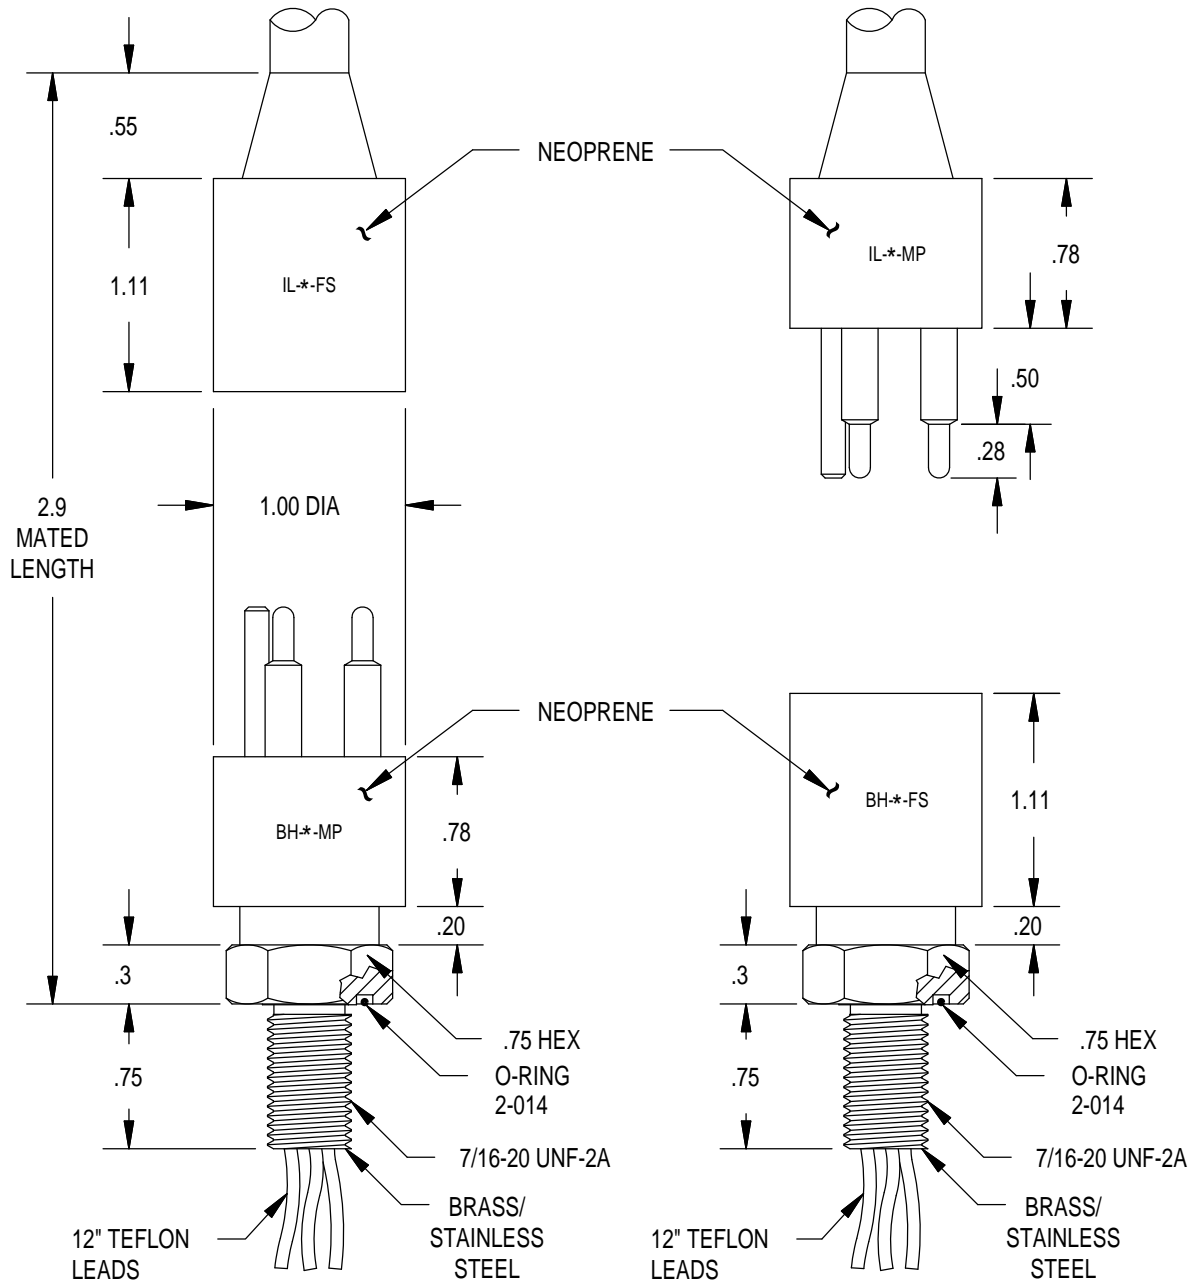 .55
NEOPRENE
1.11
IL-*-FS
IL-*-MP
.78
.50
.28
2.9
MATED
LENGTH
1.00 DIA
NEOPRENE
BH-*-MP
.78
.20
.3
.75
BH-*-FS
1.11
.20
.3
.75
.75 HEX
O-RING
2-014
7/16-20 UNF-2A
BRASS/
STAINLESS
STEEL
12" TEFLON
LEADS
.75 HEX
O-RING
2-014
7/16-20 UNF-2A
BRASS/
STAINLESS
STEEL
12" TEFLON
LEADS